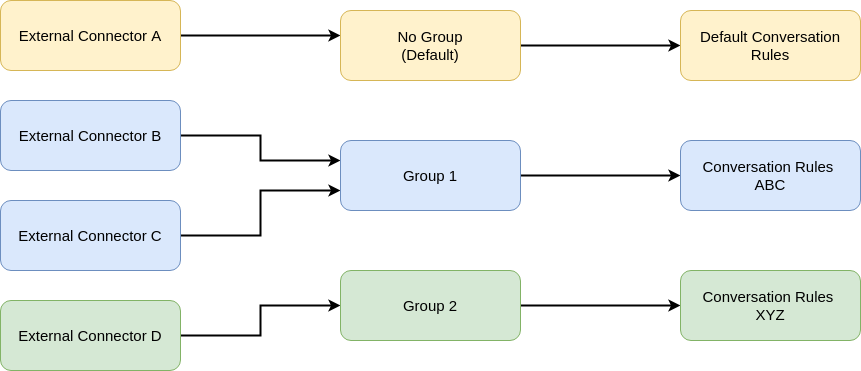 External Connector A
No Group
(Default)
Default Conversation
Rules
External Connector B
External Connector C
Group 1
Conversation Rules
ABC
External Connector D
Group 2
Conversation Rules
XYZ